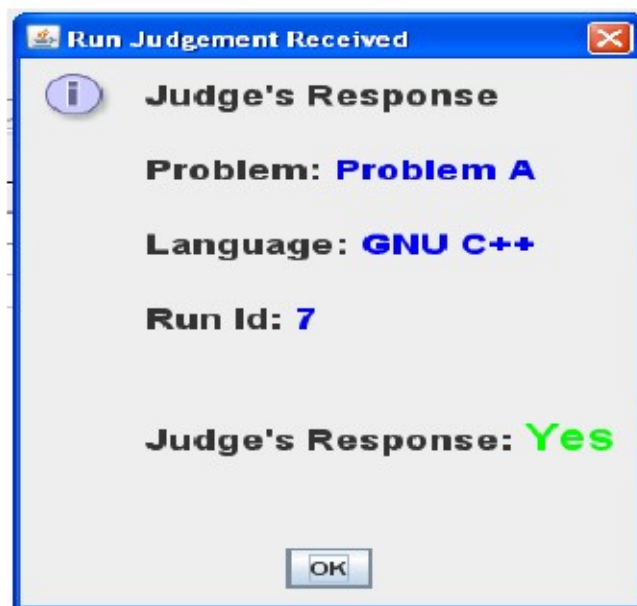 Run Judgement Received
Judge's Response
Problem: Problem A
Language: GNU C++
Run Id: 7
Judge's Response: Yes
OK